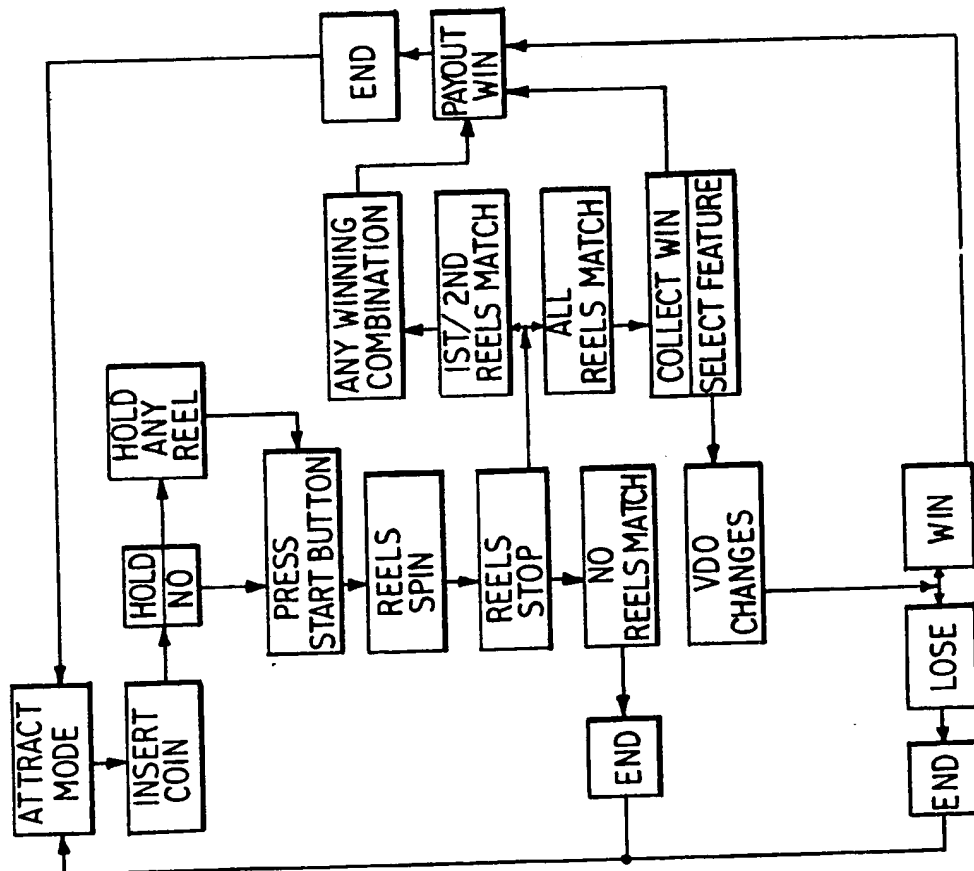 ATTRACT
MODE
INSERT
COIN
HOLD
NO
HOLD
ANY
REEL
PRESS
START BUTTON
REELS
SPIN
REELS
STOP
NO
REELS MATCH
END
ANY WINNING
COMBINATION
1ST/2ND
REELS MATCH
ALL
REELS MATCH
COLLECT WIN
SELECT FEATURE
PAYOUT
WIN
END
VDO
CHANGES
WIN
LOSE
END